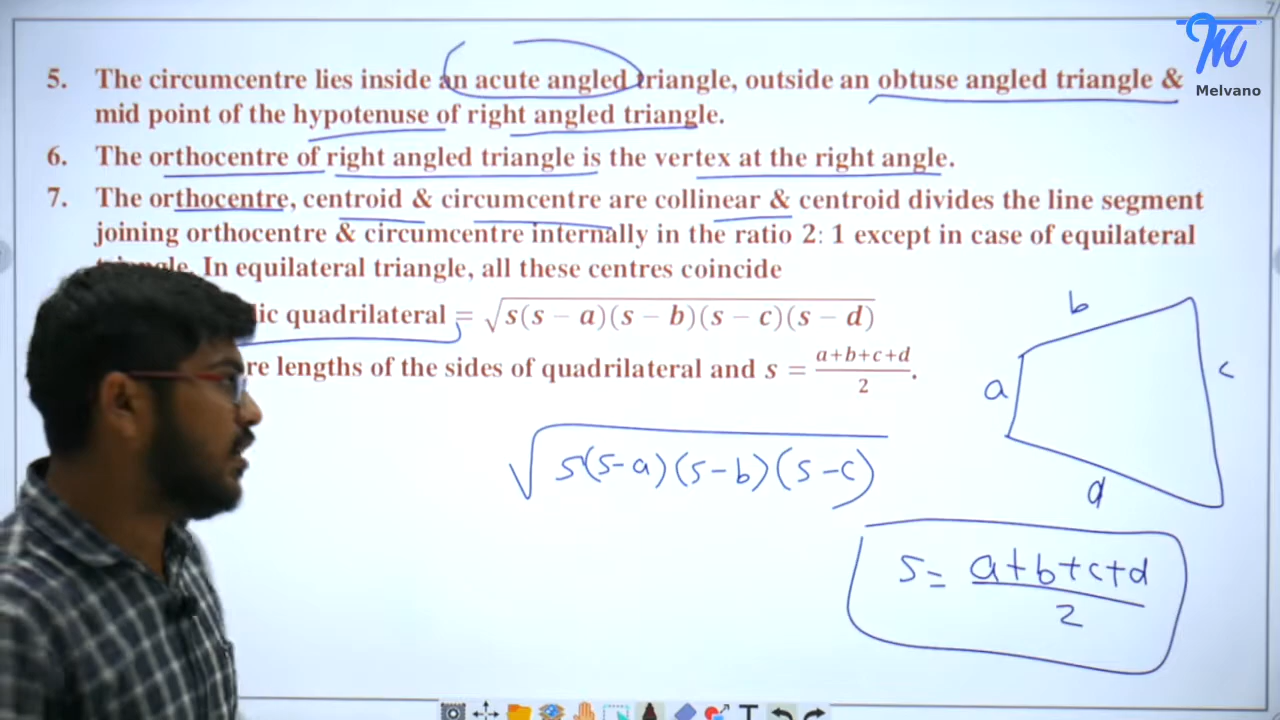 Melvano
5. The circumcentre lies inside an acute angled triangle, outside an obtuse angled triangle &
mid point of the hypotenuse of right angled triangle.
6. The orthocentre of right angled triangle is the vertex at the right angle.
7. The orthocentre, centroid & circumcentre are collinear & centroid divides the line segment
joining orthocentre & circumcentre internally in the ratio 2: 1 except in case of equilateral
triangle. In equilateral triangle, all these centres coincide
lic quadrilateral = √s(s − a)(s − b)(s − c)(s − d)
re lengths of the sides of quadrilateral and s = a+b+c+d / 2.
b
c
a
d
√s(s-a)(s-b)(s-c)
s = a+b+c+d / 2